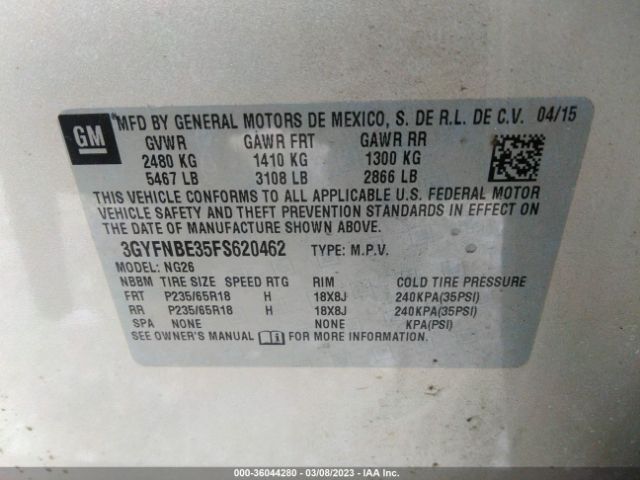 GM
MFD BY GENERAL MOTORS DE MEXICO, S. DE R.L. DE C.V. 04/15
GVWR GAWR FRT GAWR RR
2480 KG 1410 KG 1300 KG
5467 LB 3108 LB 2866 LB
THIS VEHICLE CONFORMS TO ALL APPLICABLE U.S. FEDERAL MOTOR
VEHICLE SAFETY AND THEFT PREVENTION STANDARDS IN EFFECT ON
THE DATE OF MANUFACTURE SHOWN ABOVE.
3GYFNBE35FS620462 TYPE: M.P.V.
MODEL: NG26
NBBM TIRE SIZE SPEED RTG RIM COLD TIRE PRESSURE
FRT P235/65R18 H 18X8J 240KPA(35PSI)
RR P235/65R18 H 18X8J 240KPA(35PSI)
SPA NONE NONE KPA(PSI)
SEE OWNER'S MANUAL FOR MORE INFORMATION.
000-36044280 - 03/08/2023 - IAA Inc.